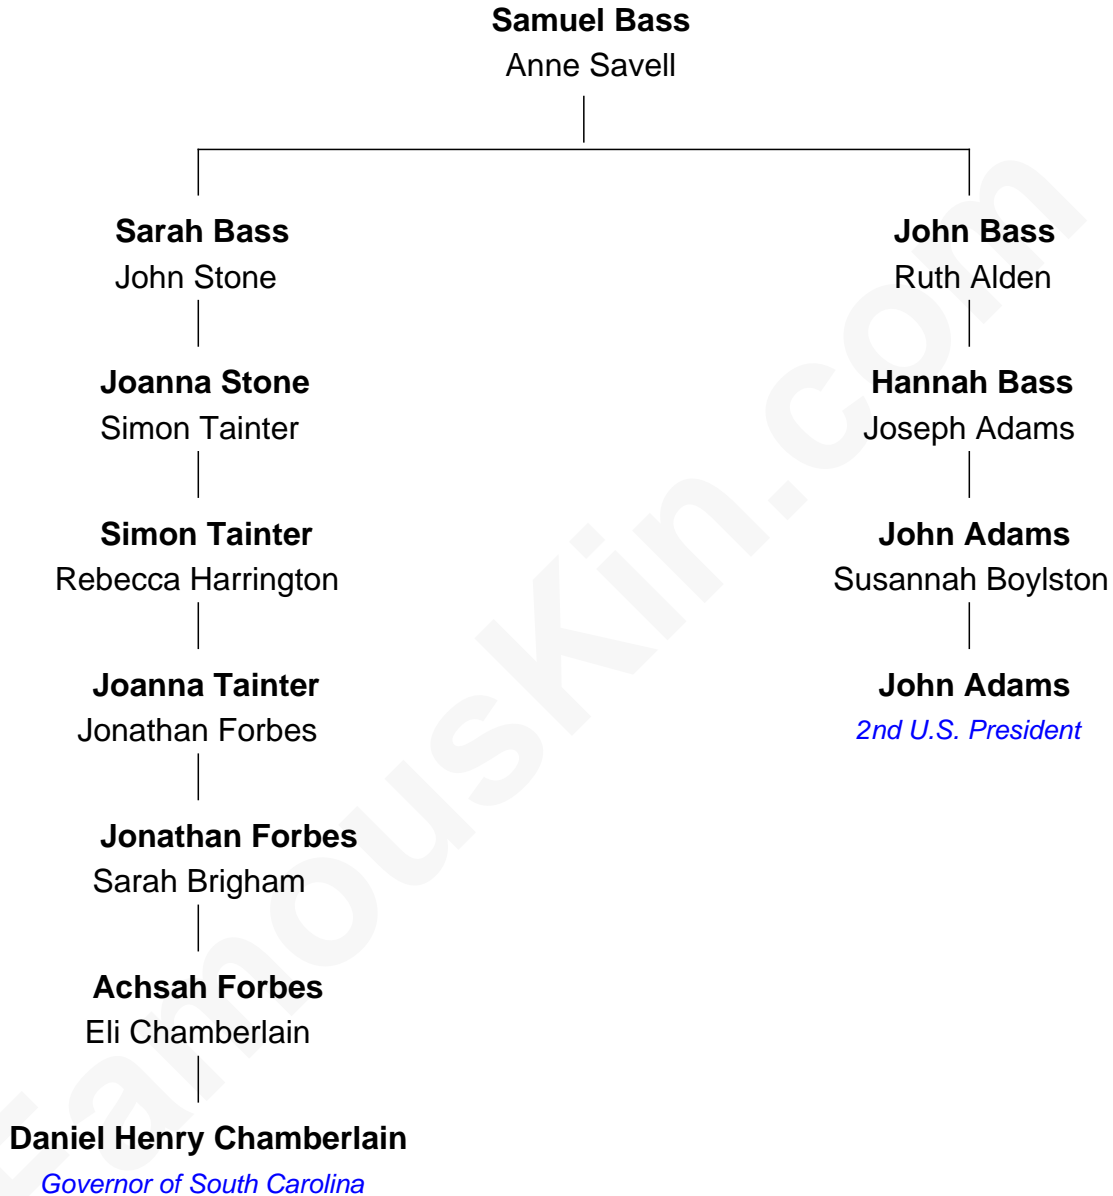 Samuel Bass
Anne Savell
Sarah Bass
John Stone
John Bass
Ruth Alden
Joanna Stone
Simon Tainter
Hannah Bass
Joseph Adams
Simon Tainter
Rebecca Harrington
John Adams
Susannah Boylston
Joanna Tainter
Jonathan Forbes
John Adams
2nd U.S. President
Jonathan Forbes
Sarah Brigham
Achsah Forbes
Eli Chamberlain
Daniel Henry Chamberlain
Governor of South Carolina
FamousKin.com